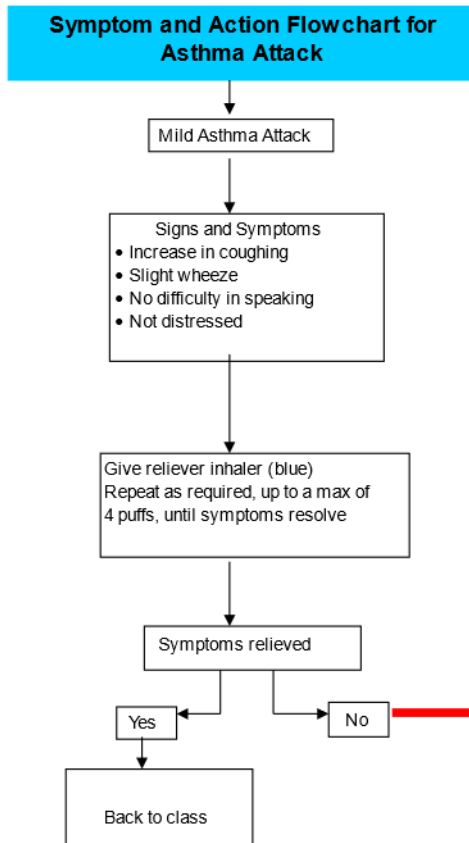 Symptom and Action Flowchart for
Asthma Attack
Mild Asthma Attack
Signs and Symptoms
• Increase in coughing
• Slight wheeze
• No difficulty in speaking
• Not distressed
Give reliever inhaler (blue)
Repeat as required, up to a max of
4 puffs, until symptoms resolve
Symptoms relieved
Yes
No
Back to class